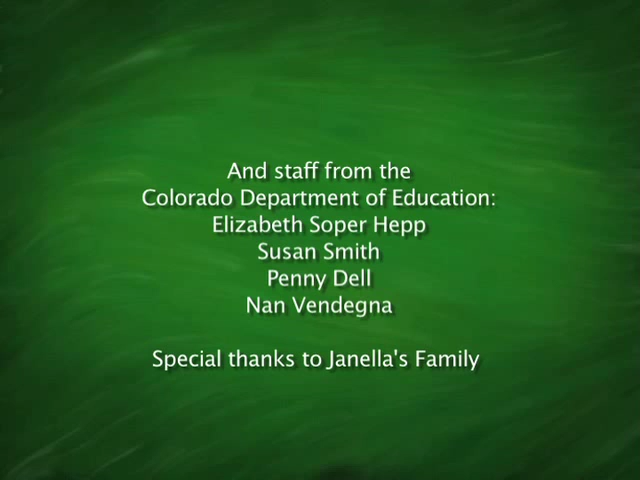 And staff from the
Colorado Department of Education:
Elizabeth Soper Hepp
Susan Smith
Penny Dell
Nan Vendegna
Special thanks to Janella's Family